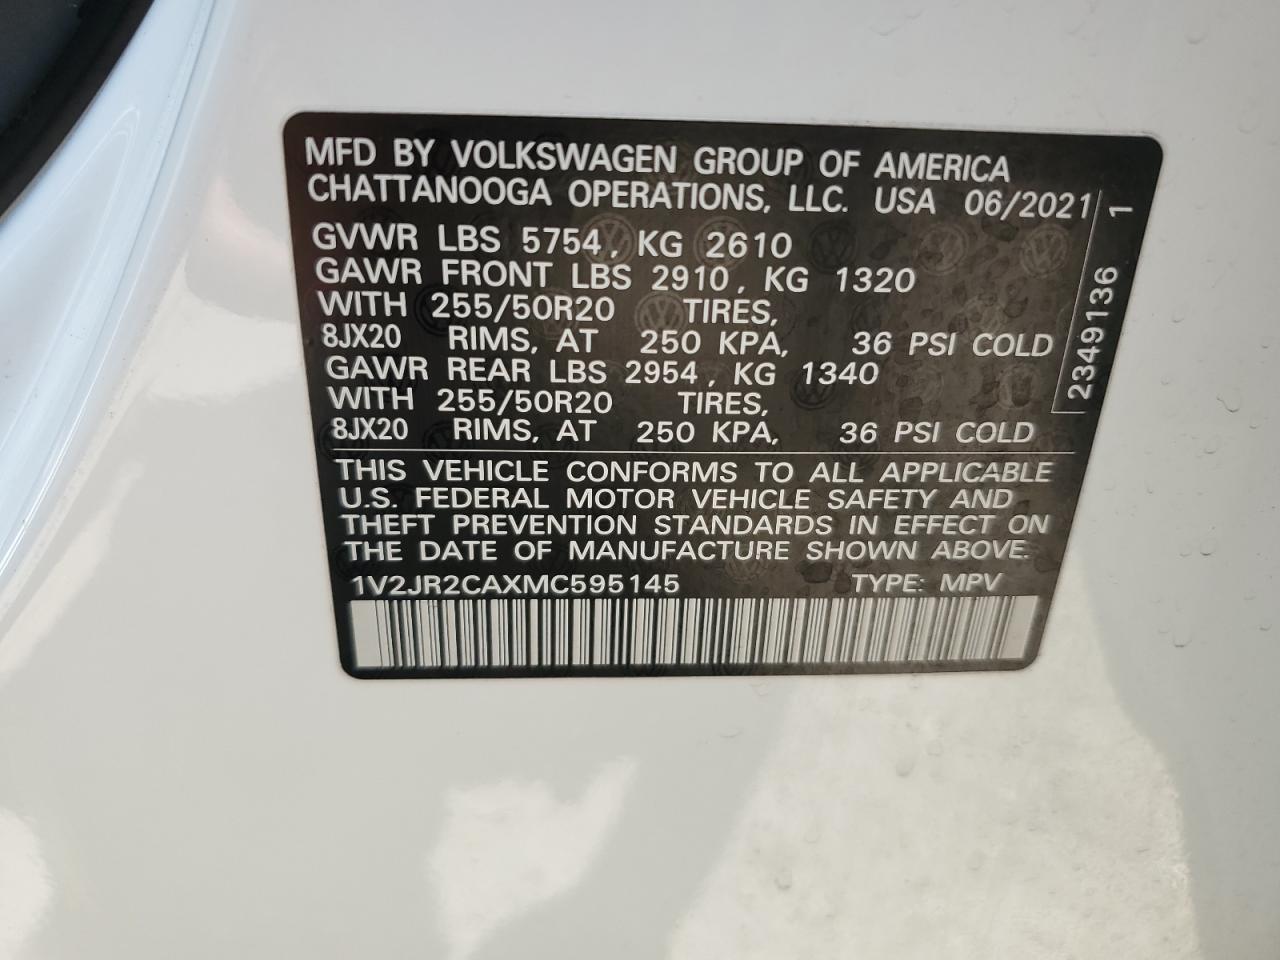 MFD BY VOLKSWAGEN GROUP OF AMERICA
CHATTANOOGA OPERATIONS, LLC. USA 06/2021
GVWR LBS 5754, KG 2610
GAWR FRONT LBS 2910, KG 1320
WITH 255/50R20 TIRES,
8JX20 RIMS, AT 250 KPA, 36 PSI COLD
GAWR REAR LBS 2954, KG 1340
WITH 255/50R20 TIRES,
8JX20 RIMS, AT 250 KPA, 36 PSI COLD
THIS VEHICLE CONFORMS TO ALL APPLICABLE
U.S. FEDERAL MOTOR VEHICLE SAFETY AND
THEFT PREVENTION STANDARDS IN EFFECT ON
THE DATE OF MANUFACTURE SHOWN ABOVE.
1V2JR2CAXMC595145 TYPE: MPV
2349136 1